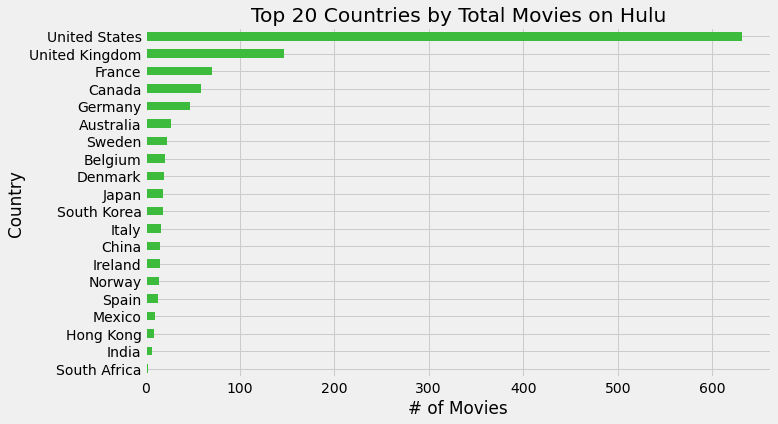 Top 20 Countries by Total Movies on Hulu
United States
United Kingdom
France
Canada
Germany
Australia
Sweden
Belgium
Denmark
Japan
South Korea
Italy
China
Ireland
Norway
Spain
Mexico
Hong Kong
India
South Africa
Country
0 100 200 300 400 500 600
# of Movies